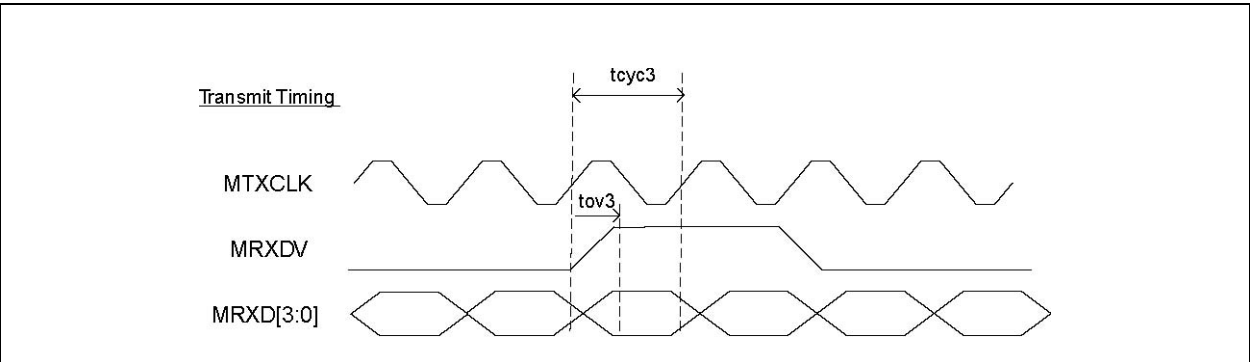 tcyc3
Transmit Timing
MTXCLK
tov3
MRXDV
MRXD[3:0]